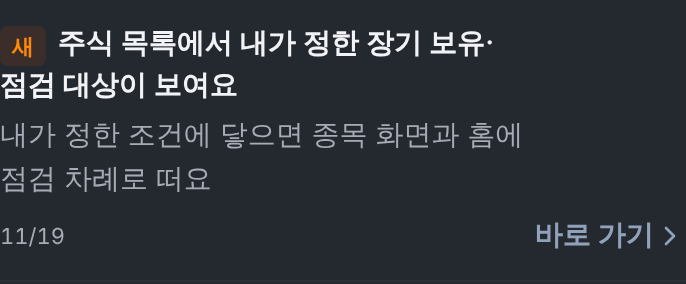 새 주식 목록에서 내가 정한 장기 보유·
점검 대상이 보여요
내가 정한 조건에 닿으면 종목 화면과 홈에
점검 차례로 떠요
11/19 바로 가기 >